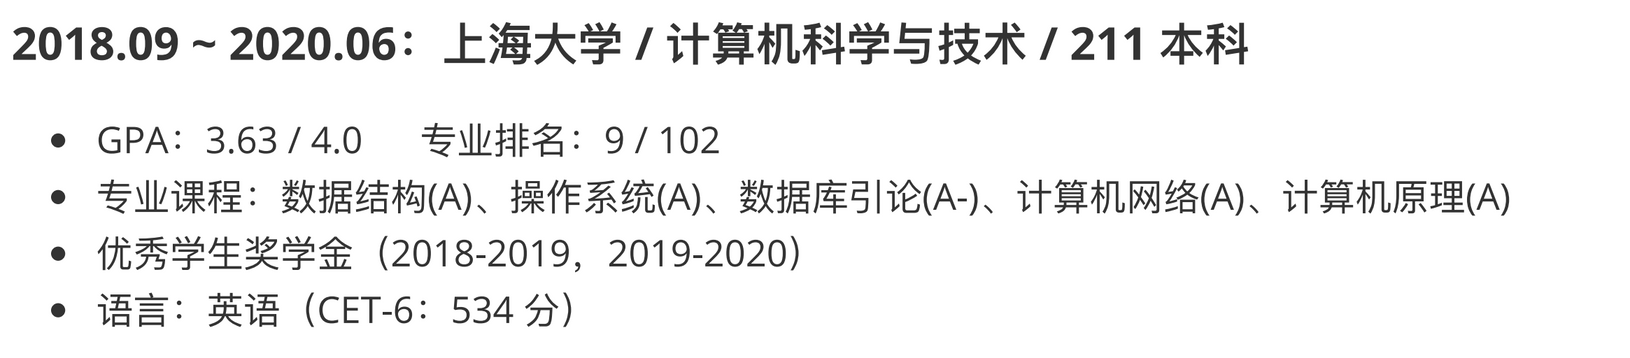 2018.09 ~ 2020.06：上海大学 / 计算机科学与技术 / 211 本科
• GPA：3.63 / 4.0 专业排名：9 / 102
• 专业课程：数据结构(A)、操作系统(A)、数据库引论(A-)、计算机网络(A)、计算机原理(A)
• 优秀学生奖学金（2018-2019，2019-2020）
• 语言：英语（CET-6：534 分）